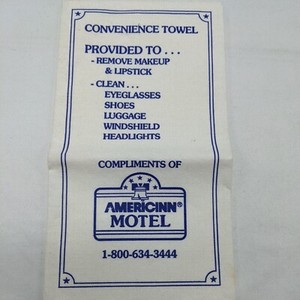 CONVENIENCE TOWEL
PROVIDED TO . . .
- REMOVE MAKEUP
& LIPSTICK
- CLEAN . . .
EYEGLASSES
SHOES
LUGGAGE
WINDSHIELD
HEADLIGHTS
COMPLIMENTS OF
AMERICINN®
MOTEL
1-800-634-3444